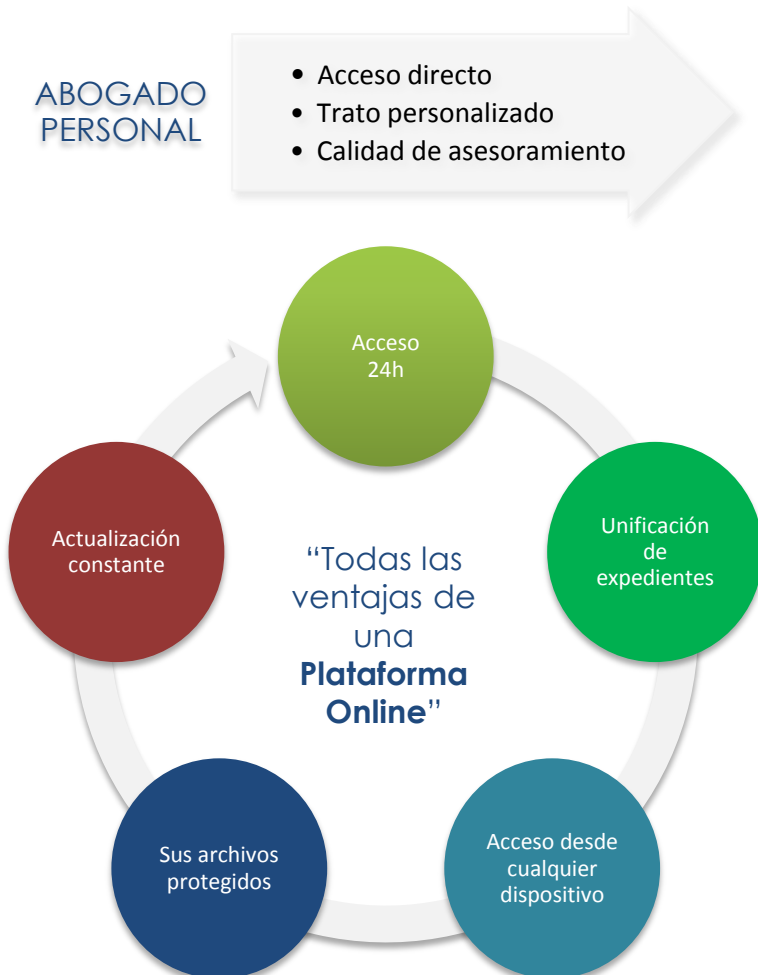 ABOGADO
PERSONAL
• Acceso directo
• Trato personalizado
• Calidad de asesoramiento
Acceso
24h
Unificación
de
expedientes
Acceso desde
cualquier
dispositivo
Sus archivos
protegidos
Actualización
constante
“Todas las
ventajas de
una
Plataforma
Online”